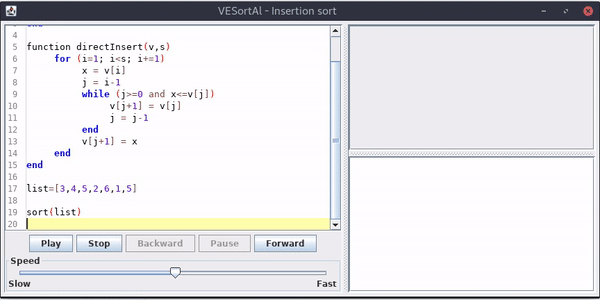 VESortAl - Insertion sort
4
5 function directInsert(v,s)
6 for (i=1; i<s; i+=1)
7 x = v[i]
8 j = i-1
9 while (j>=0 and x<=v[j])
10 v[j+1] = v[j]
11 j = j-1
12 end
13 v[j+1] = x
14 end
15 end
16
17 list=[3,4,5,2,6,1,5]
18
19 sort(list)
20
Play Stop Backward Pause Forward
Speed
Slow Fast